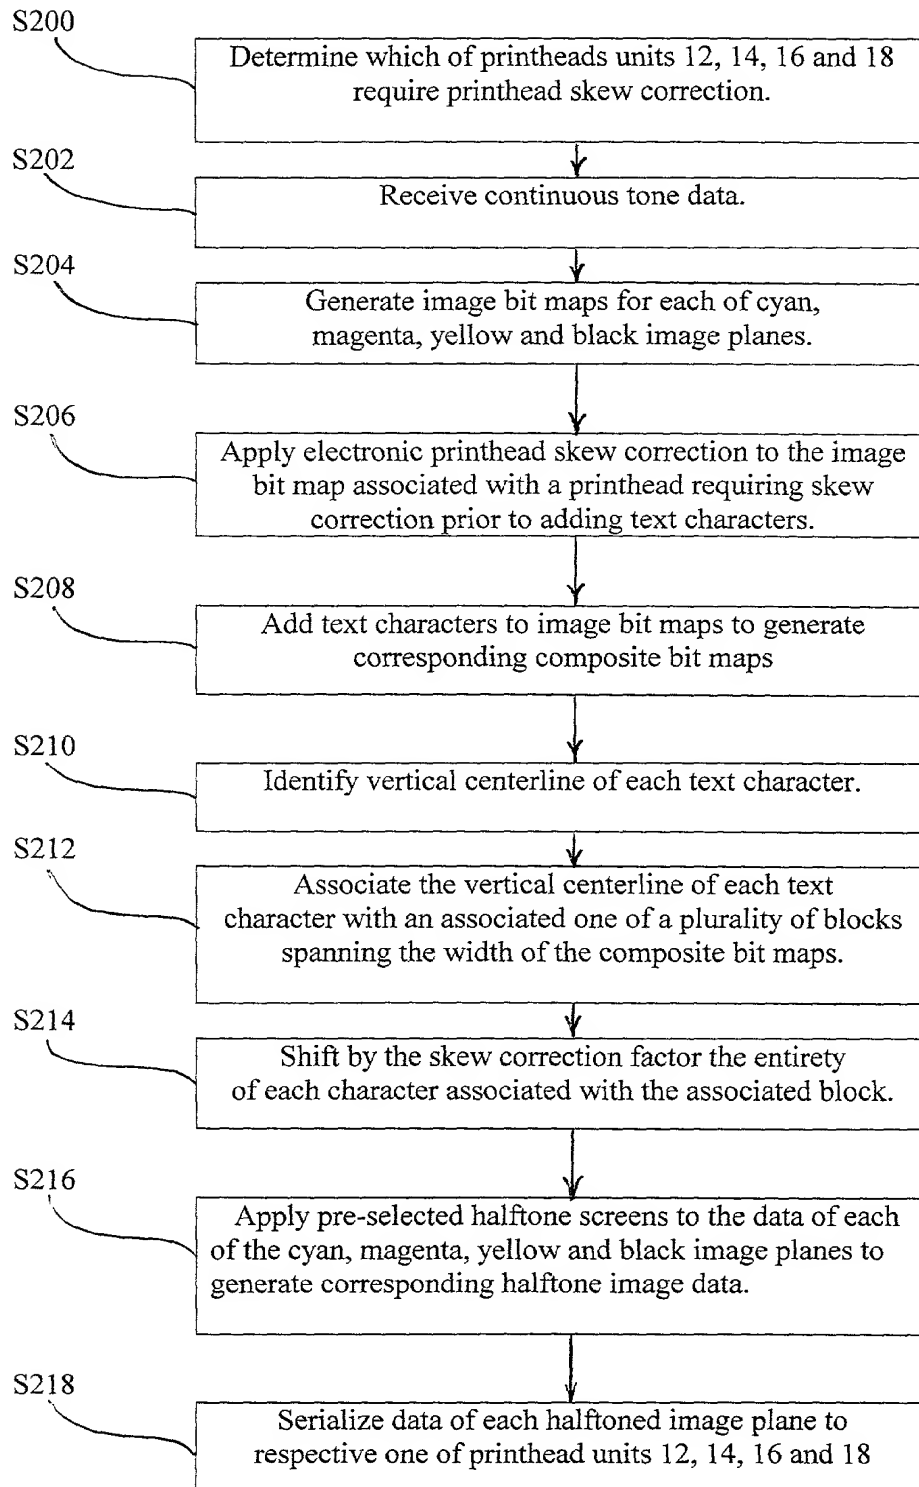 S200
Determine which of printheads units 12, 14, 16 and 18
require printhead skew correction.
S202
Receive continuous tone data.
S204
Generate image bit maps for each of cyan,
magenta, yellow and black image planes.
S206
Apply electronic printhead skew correction to the image
bit map associated with a printhead requiring skew
correction prior to adding text characters.
S208
Add text characters to image bit maps to generate
corresponding composite bit maps
S210
Identify vertical centerline of each text character.
S212
Associate the vertical centerline of each text
character with an associated one of a plurality of blocks
spanning the width of the composite bit maps.
S214
Shift by the skew correction factor the entirety
of each character associated with the associated block.
S216
Apply pre-selected halftone screens to the data of each
of the cyan, magenta, yellow and black image planes to
generate corresponding halftone image data.
S218
Serialize data of each halftoned image plane to
respective one of printhead units 12, 14, 16 and 18